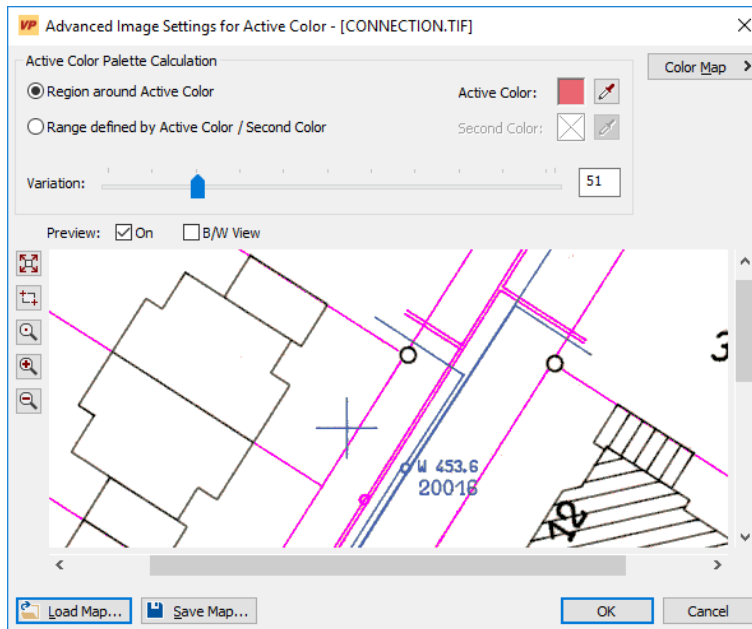 VP Advanced Image Settings for Active Color - [CONNECTION.TIF]
Active Color Palette Calculation
Color Map
Region around Active Color
Active Color:
Range defined by Active Color / Second Color
Second Color:
Variation:
51
Preview: On B/W View
3
W 453.6
20016
12
Load Map... Save Map... OK Cancel